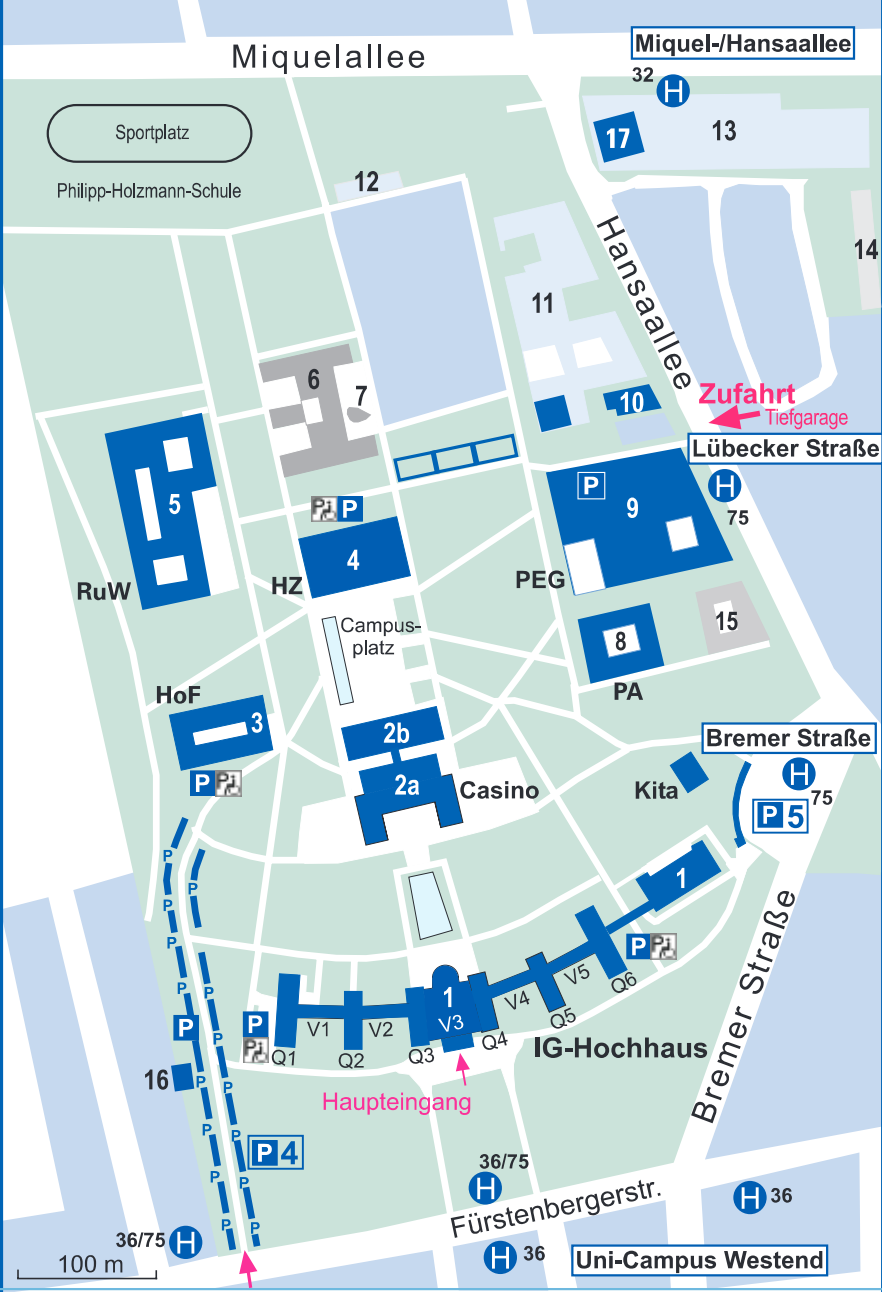 Miquelallee
Miquel-/Hansaallee
32
H
Sportplatz
Philipp-Holzmann-Schule
17
13
12
14
11
Hansaallee
6
7
10
Zufahrt
Tiefgarage
Lübecker Straße
H
75
5
P
9
P
4
RuW
HZ
PEG
Campus-
platz
15
8
PA
HoF
3
2b
Bremer Straße
2a
Casino
Kita
H
75
P
P 5
P
P
P
P
P
1
P
Bremer Straße
P
P
P
P
P
1
V3
V1
V2
V4
V5
Q1
Q2
Q3
Q4
Q5
Q6
IG-Hochhaus
16
P
P
P
P
Haupteingang
P
P
P 4
P
P
36/75
H
Fürstenbergerstr.
H
36
P
P
36/75
H
H
36
Uni-Campus Westend
100 m